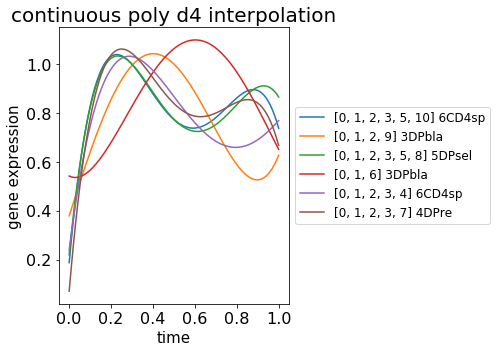 continuous poly d4 interpolation
gene expression
1.0
0.8
0.6
0.4
0.2
0.0 0.2 0.4 0.6 0.8 1.0
time
[0, 1, 2, 3, 5, 10] 6CD4sp
[0, 1, 2, 9] 3DPbla
[0, 1, 2, 3, 5, 8] 5DPsel
[0, 1, 6] 3DPbla
[0, 1, 2, 3, 4] 6CD4sp
[0, 1, 2, 3, 7] 4DPre